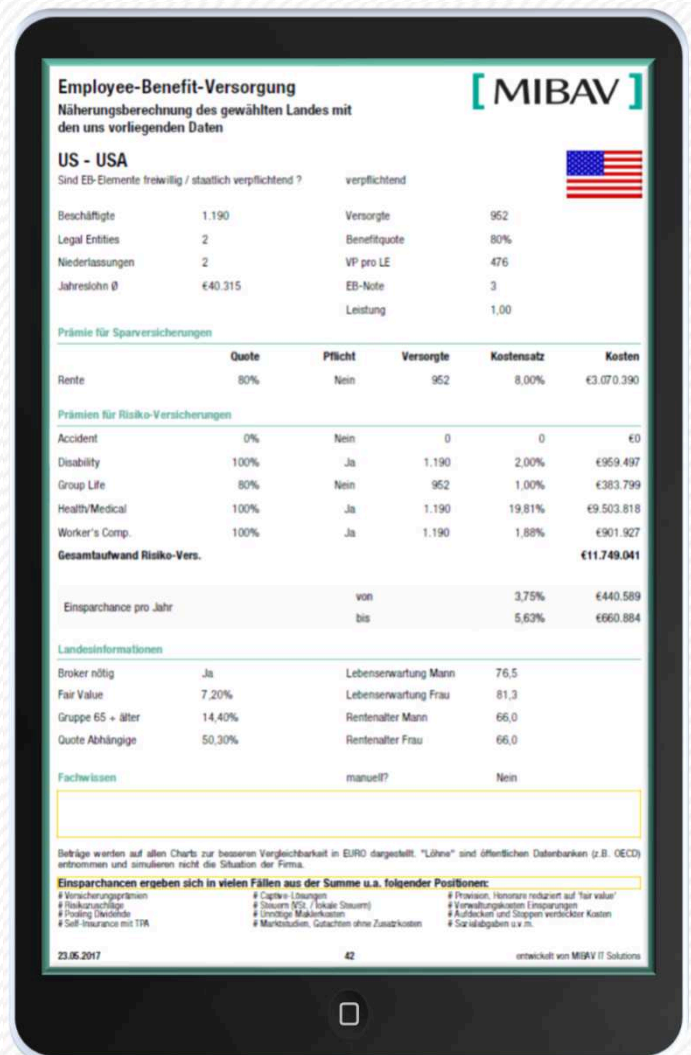 Employee-Benefit-Versorgung
[ MIBAV ]
Näherungsberechnung des gewählten Landes mit
den uns vorliegenden Daten
US - USA
Sind EB-Elemente freiwillig / staatlich verpflichtend ? verpflichtend
Beschäftigte 1.190 Versorgte 952
Legal Entities 2 Benefitquote 80%
Niederlassungen 2 VP pro LE 476
Jahreslohn Ø €40.315 EB-Note 3
Leistung 1,00
Prämie für Sparversicherungen
Quote Pflicht Versorgte Kostensatz Kosten
Rente 80% Nein 952 8,00% €3.070.390
Prämien für Risiko-Versicherungen
Accident 0% Nein 0 0 €0
Disability 100% Ja 1.190 2,00% €959.497
Group Life 80% Nein 952 1,00% €383.799
Health/Medical 100% Ja 1.190 19,81% €9.503.818
Worker's Comp. 100% Ja 1.190 1,88% €901.927
Gesamtaufwand Risiko-Vers. €11.749.041
Einsparchance pro Jahr
von 3,75% €440.589
bis 5,63% €660.884
Landesinformationen
Broker nötig Ja Lebenserwartung Mann 76,5
Fair Value 7,20% Lebenserwartung Frau 81,3
Gruppe 65 + älter 14,40% Rentenalter Mann 66,0
Quote Abhängige 50,30% Rentenalter Frau 66,0
Fachwissen manuell? Nein
Beträge werden auf allen Charts zur besseren Vergleichbarkeit in EURO dargestellt. "Löhne" sind öffentlichen Datenbanken (z.B. OECD)
entnommen und simulieren nicht die Situation der Firma.
Einsparchancen ergeben sich in vielen Fällen aus der Summe u.a. folgender Positionen:
# Versicherungsprämien # Captive-Lösungen # Provision, Honorare reduziert auf 'fair value'
# Risikozuschläge # Steuern (VSt. / lokale Steuern) # Verwaltungskosten Einsparungen
# Pooling Dividende # Unnötige Maklerkosten # Aufdecken und Stoppen verdeckter Kosten
# Self-Insurance mit TPA # Marktstudien, Gutachten ohne Zusatzkosten # Sozialabgaben u.v.m.
23.05.2017 42 entwickelt von MIBAV IT Solutions